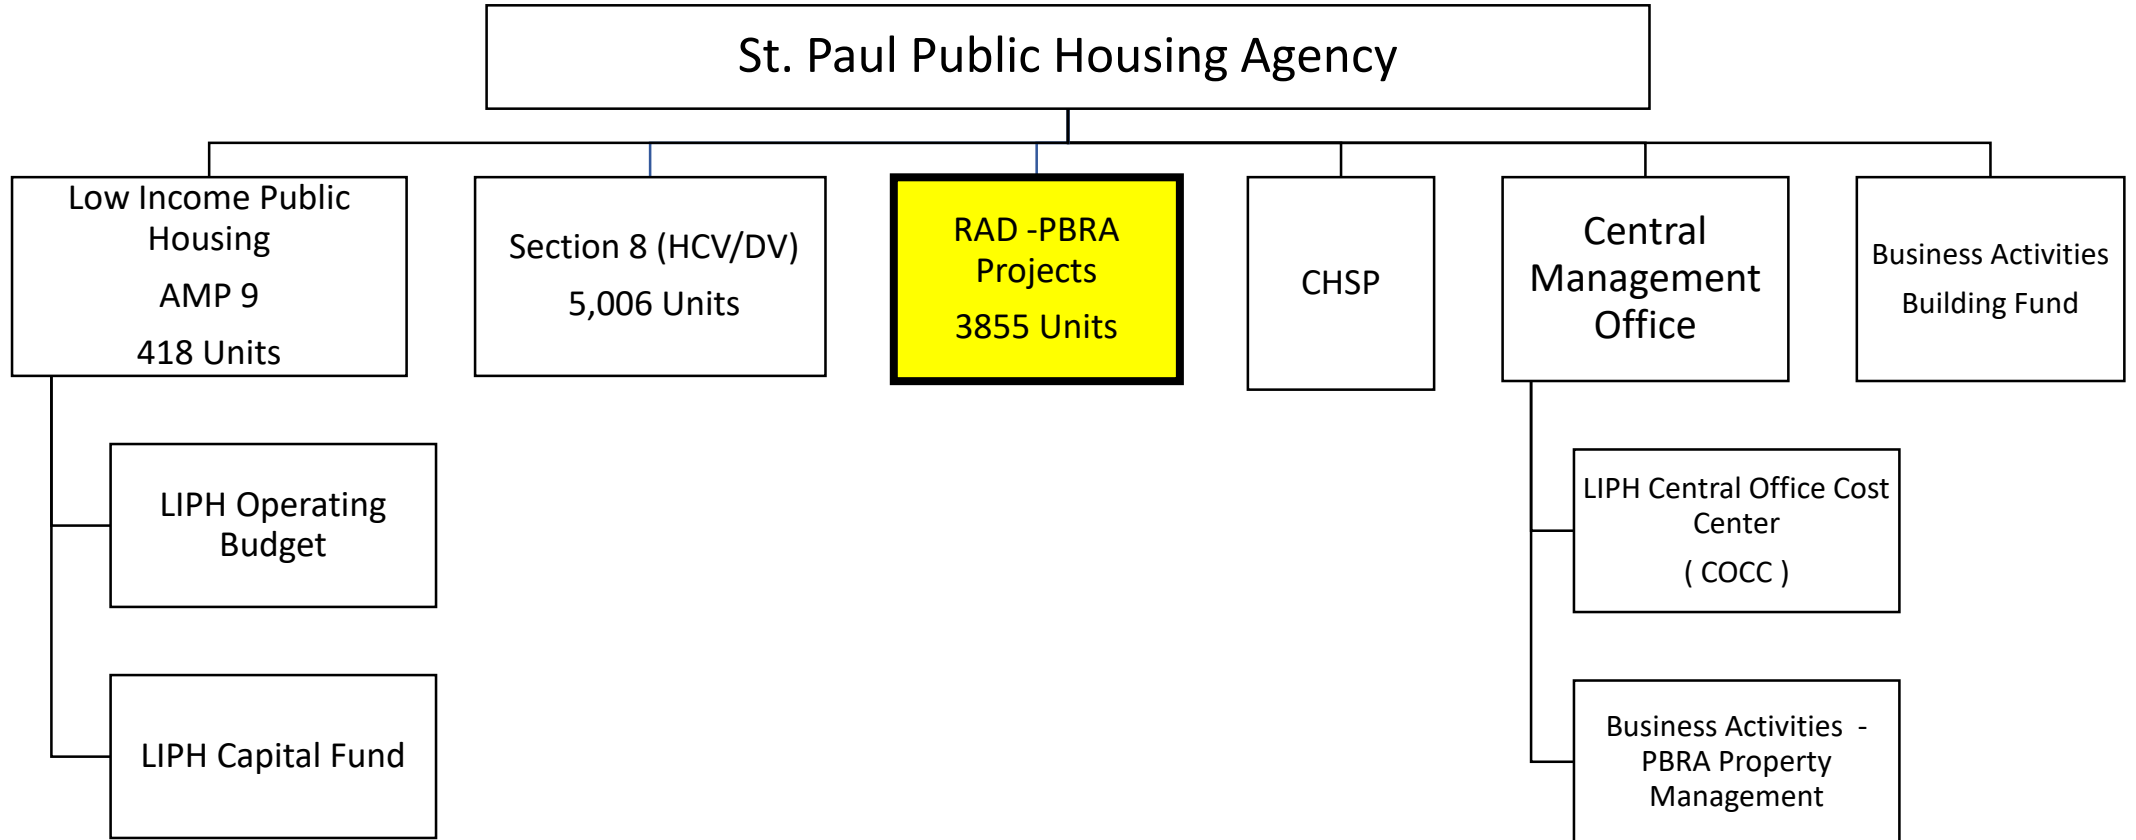 St. Paul Public Housing Agency
Low Income Public
Housing
AMP 9
418 Units
Section 8 (HCV/DV)
5,006 Units
RAD -PBRA
Projects
3855 Units
CHSP
Central
Management
Office
Business Activities
Building Fund
LIPH Operating
Budget
LIPH Capital Fund
LIPH Central Office Cost
Center
( COCC )
Business Activities  -
PBRA Property
Management